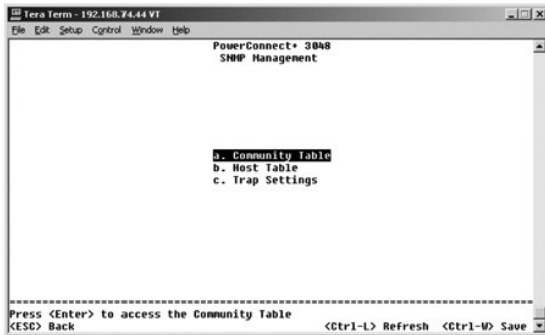 Tera Term - 192.168.74.44 VT
File Edit Setup Control Window Help
PowerConnect+ 3048
SNMP Management
a. Community Table
b. Host Table
c. Trap Settings
Press <Enter> to access the Community Table
<ESC> Back <Ctrl-L> Refresh <Ctrl-W> Save